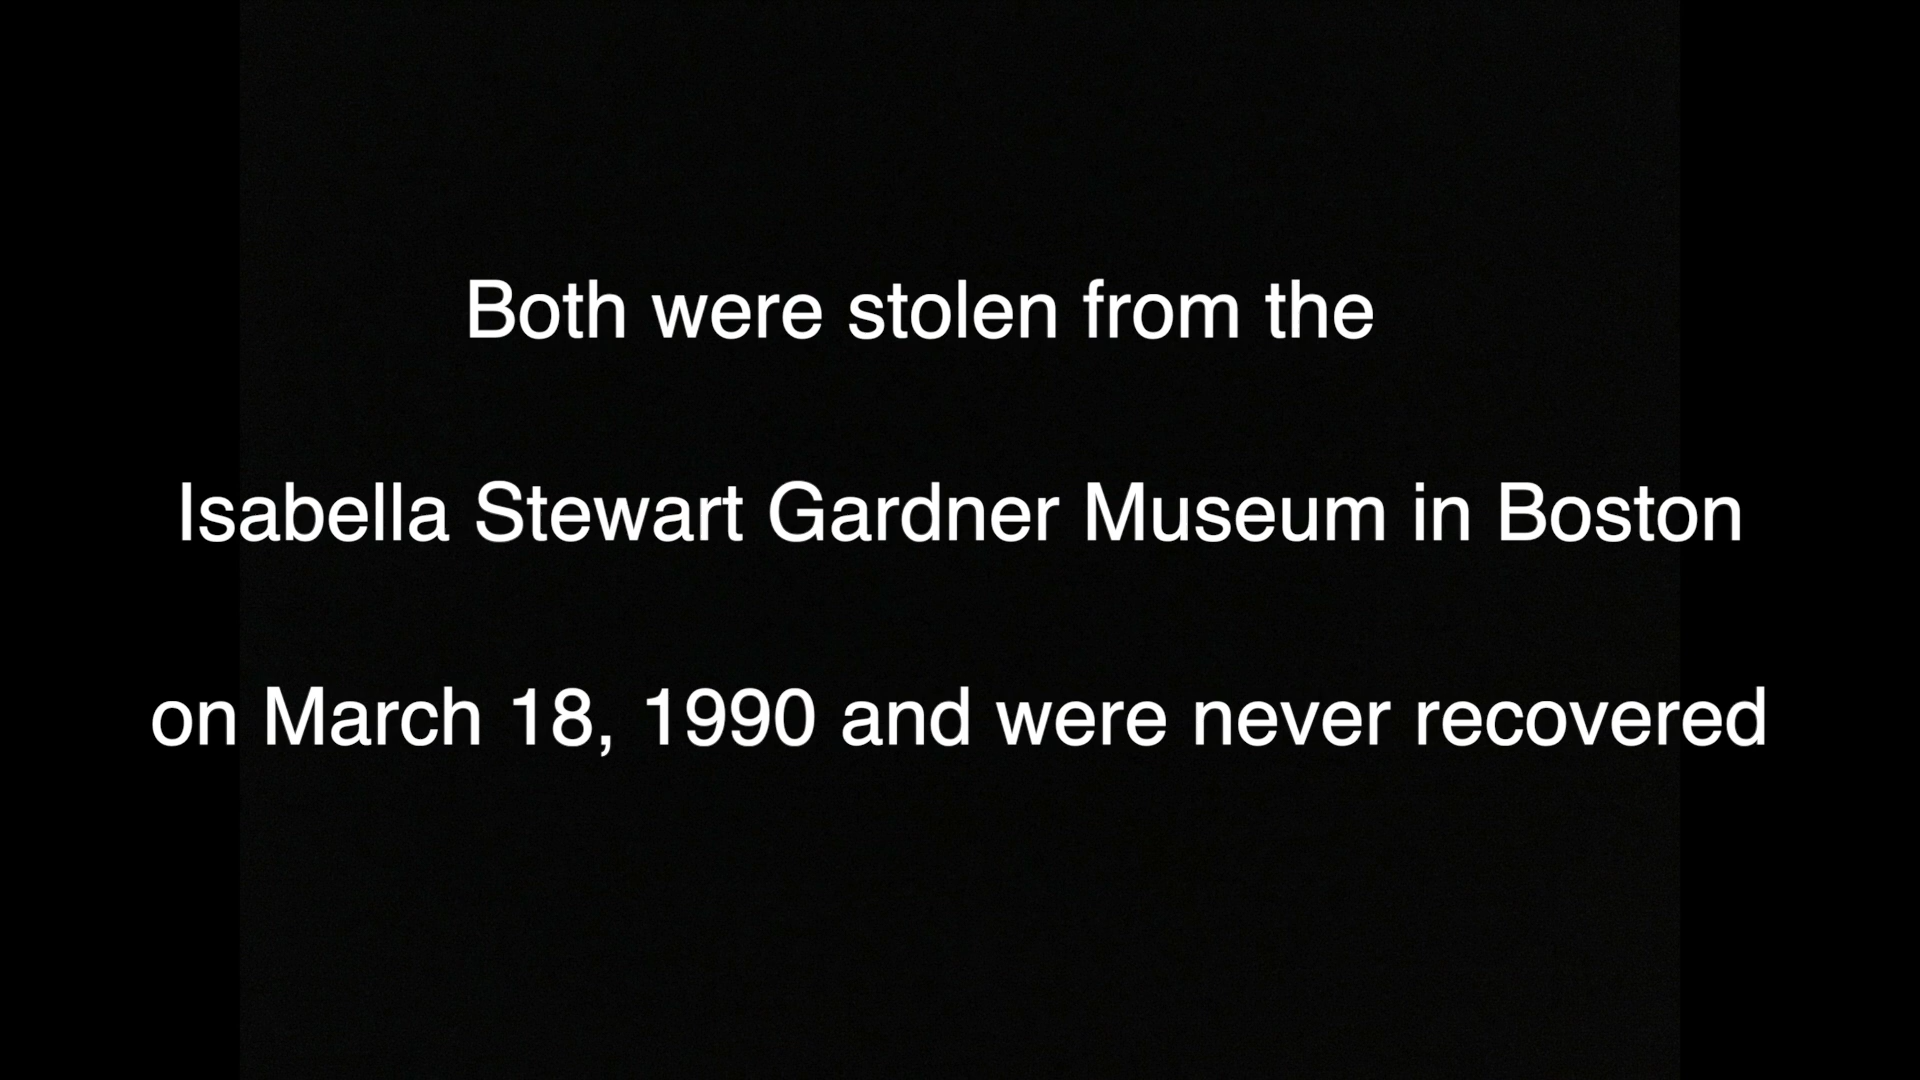 Both were stolen from the
Isabella Stewart Gardner Museum in Boston
on March 18, 1990 and were never recovered